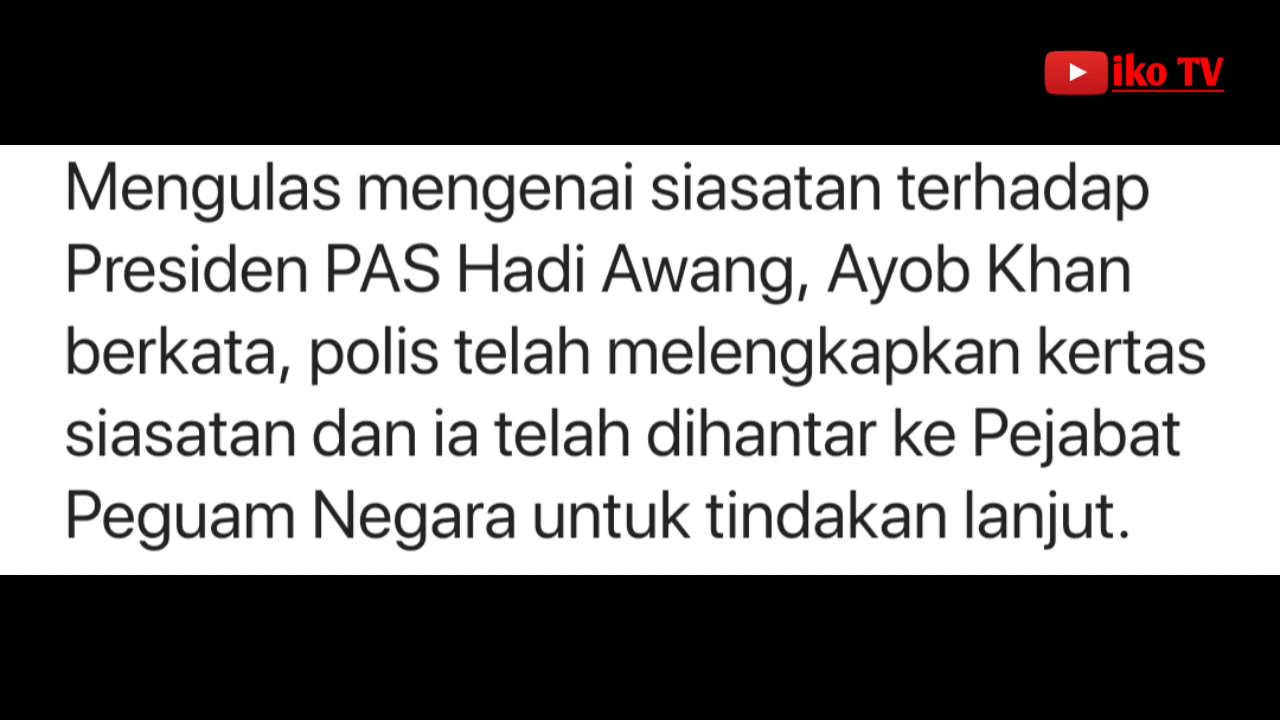 iko TV
Mengulas mengenai siasatan terhadap
Presiden PAS Hadi Awang, Ayob Khan
berkata, polis telah melengkapkan kertas
siasatan dan ia telah dihantar ke Pejabat
Peguam Negara untuk tindakan lanjut.